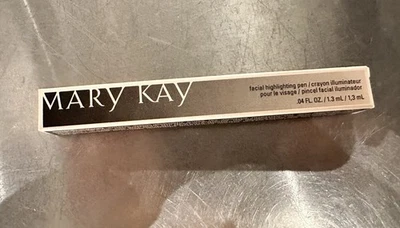 MARY KAY
facial highlighting pen / crayon illuminateur
pour le visage / pincel facial iluminador
.04 FL. OZ. / 1.3 mL / 1,3 mL